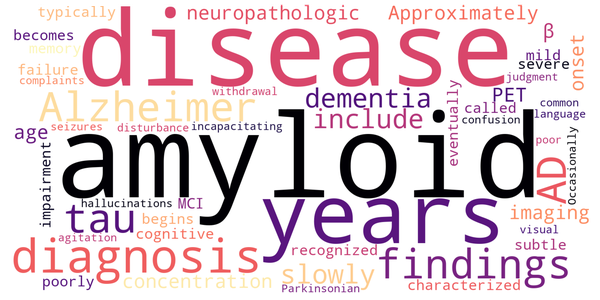 typically
disease
neuropathologic
Approximately
becomes
β
onset
memory
mild
failure
severe
complaints
judgment
withdrawal
PET
Alzheimer
dementia
eventually
called
common
age
seizures
disturbance
incapacitating
include
confusion
language
amyloid
poor
Occasionally
impairment
hallucinations
MCI
years
AD
tau
begins
imaging
cognitive
visual
agitation
recognized
subtle
diagnosis
findings
poorly
concentration
slowly
Parkinsonian
characterized